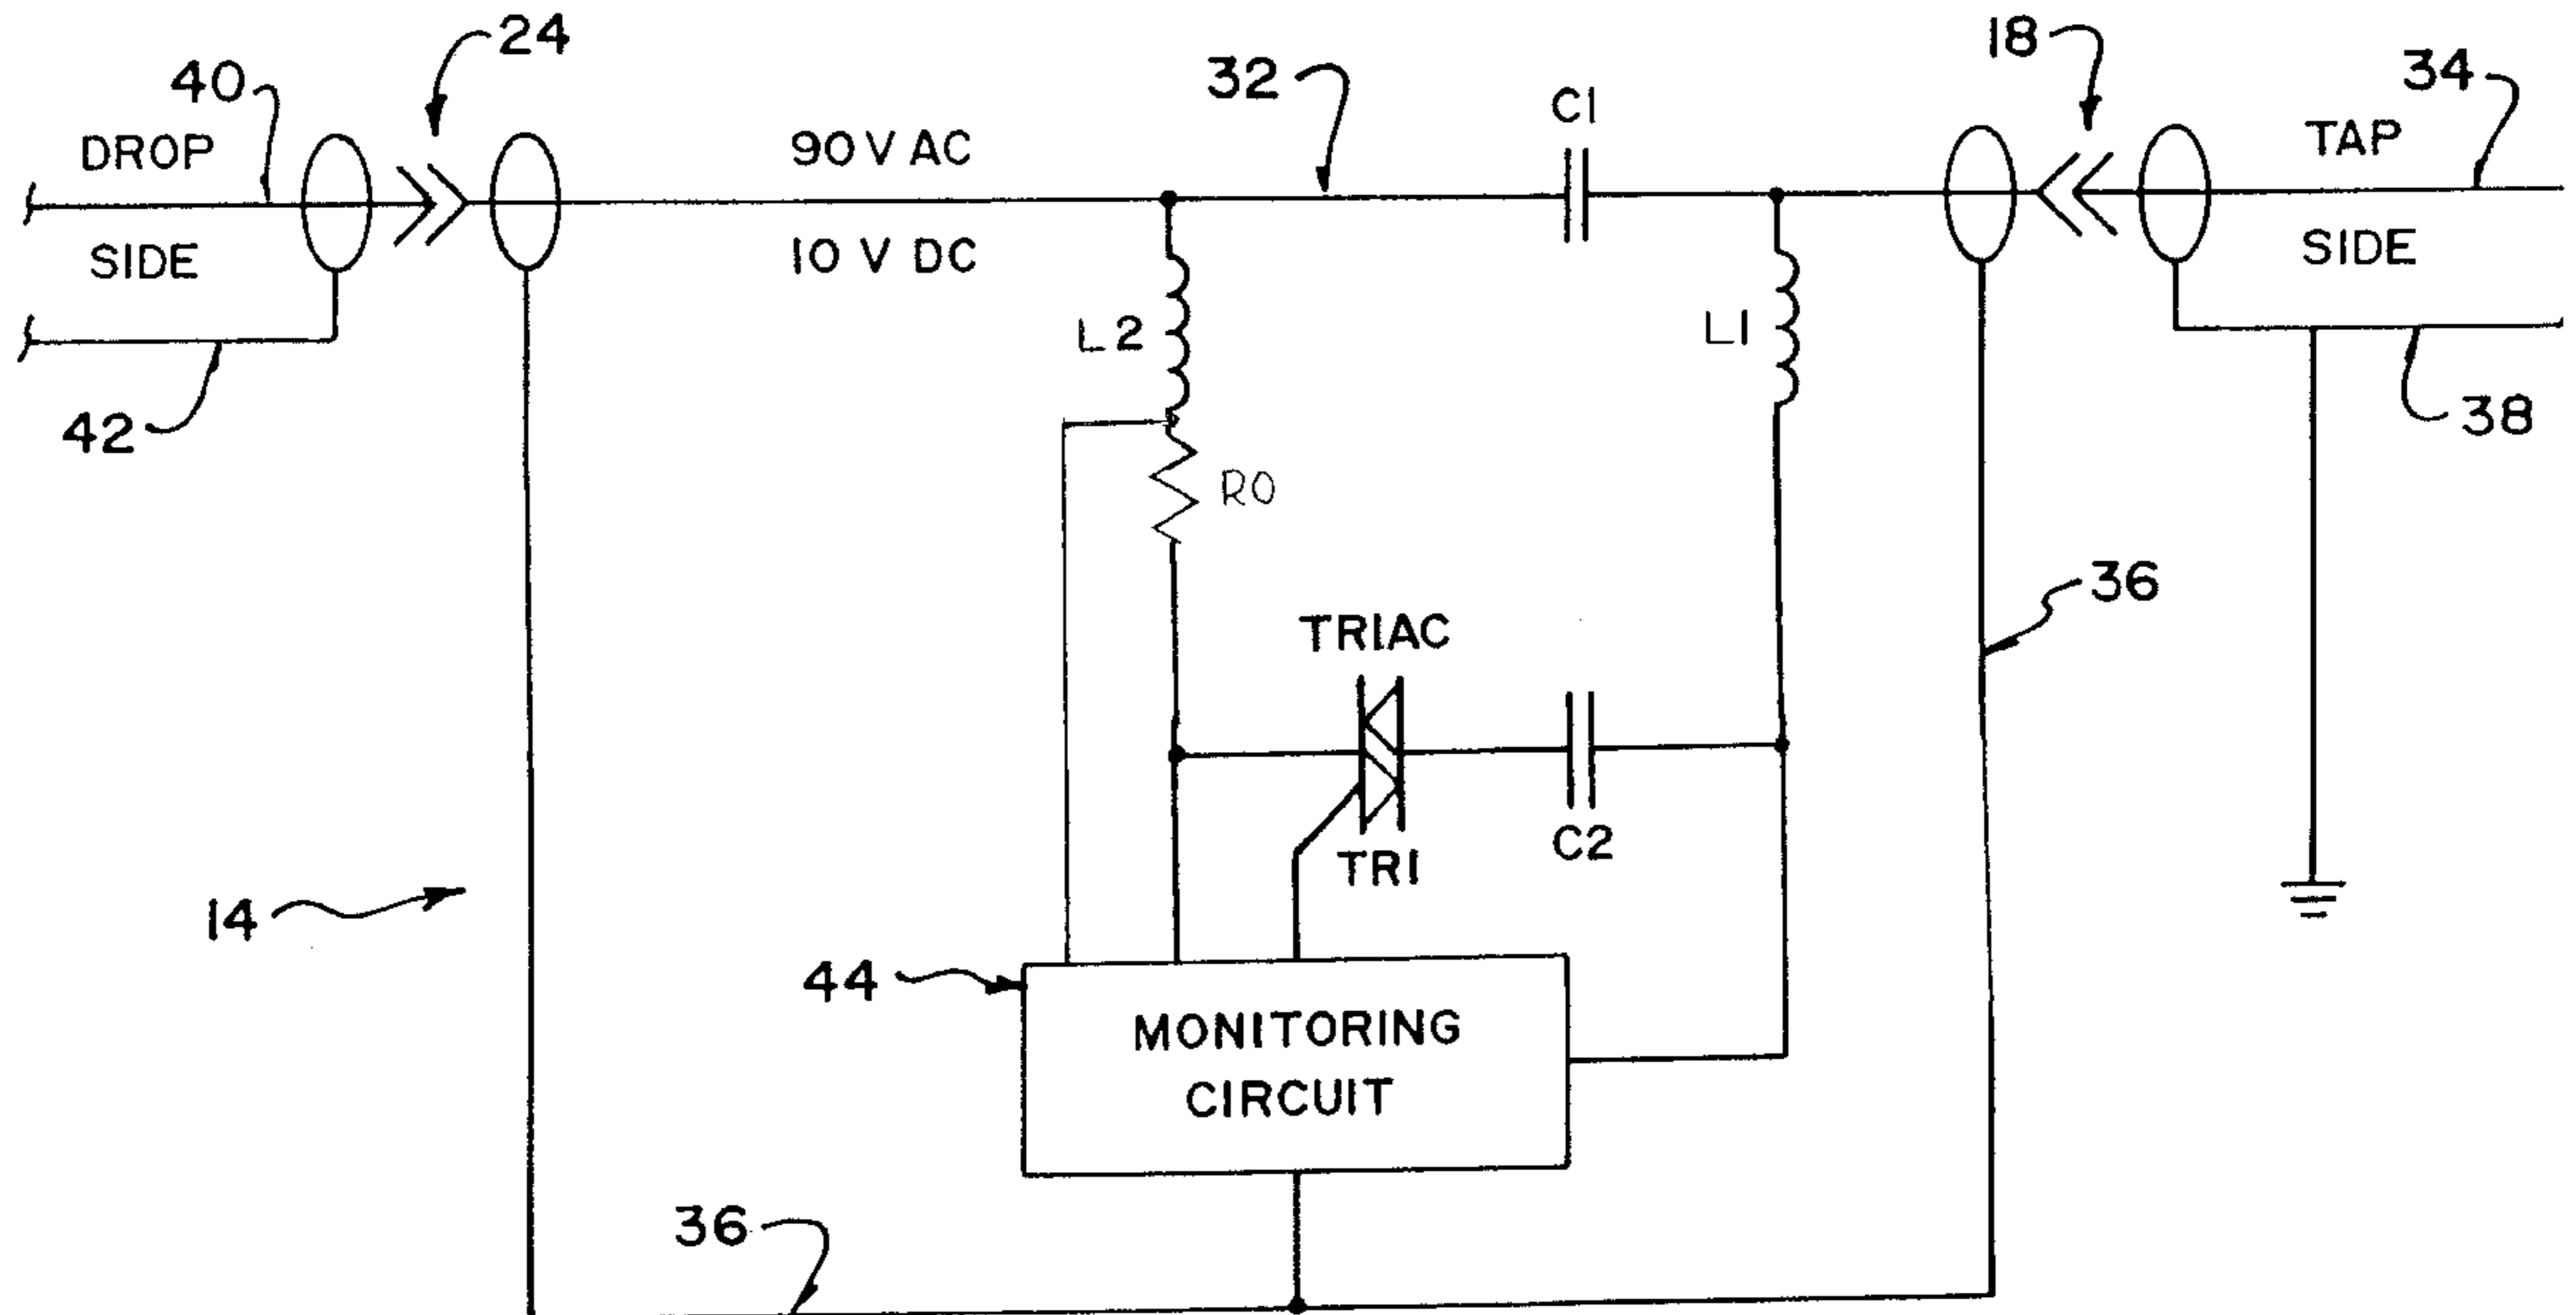 24
18
40
32
C1
34
DROP
90V AC
TAP
SIDE
10 V DC
SIDE
L2
L1
42
38
R0
36
TRIAC
C2
TR1
14
44
MONITORING
CIRCUIT
36